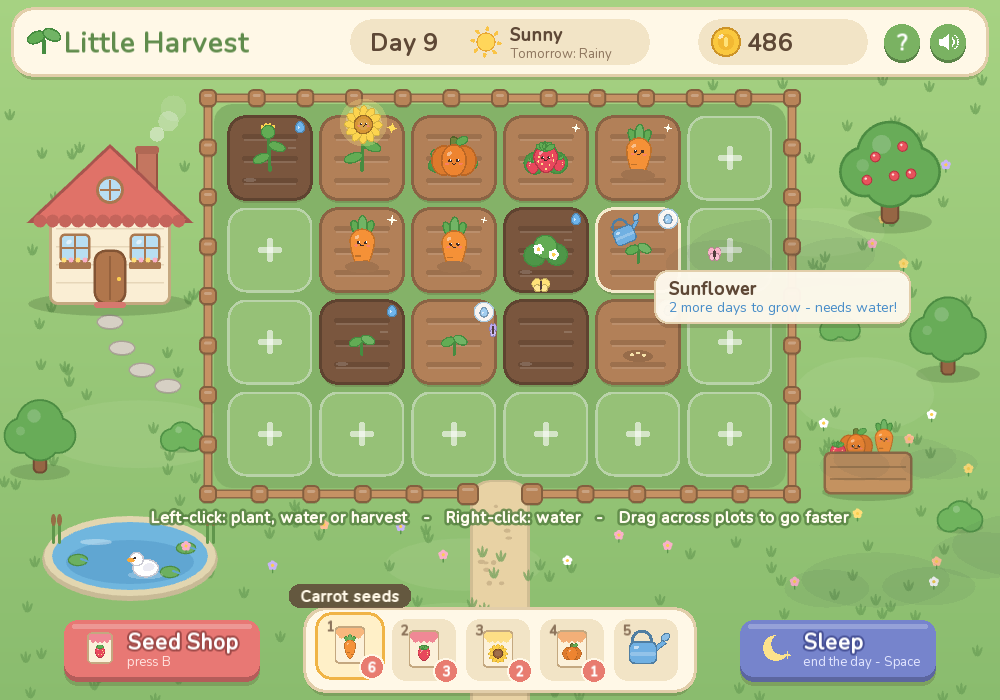 Little Harvest
Day 9
Sunny
Tomorrow: Rainy
486
?
Sunflower
2 more days to grow - needs water!
Left-click: plant, water or harvest - Right-click: water - Drag across plots to go faster
Carrot seeds
1
6
2
3
3
2
4
1
5
Seed Shop
press B
Sleep
end the day - Space